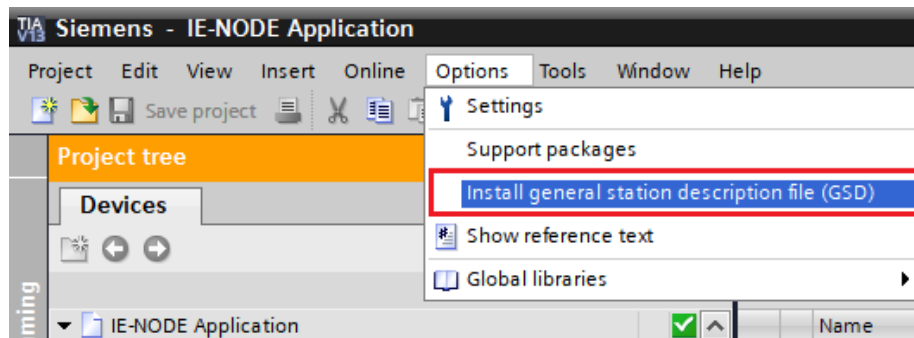 TIA V13 Siemens - IE-NODE Application
Project Edit View Insert Online Options Tools Window Help
Save project
Settings
Support packages
Install general station description file (GSD)
Show reference text
Global libraries
Project tree
Devices
ming
IE-NODE Application
Name